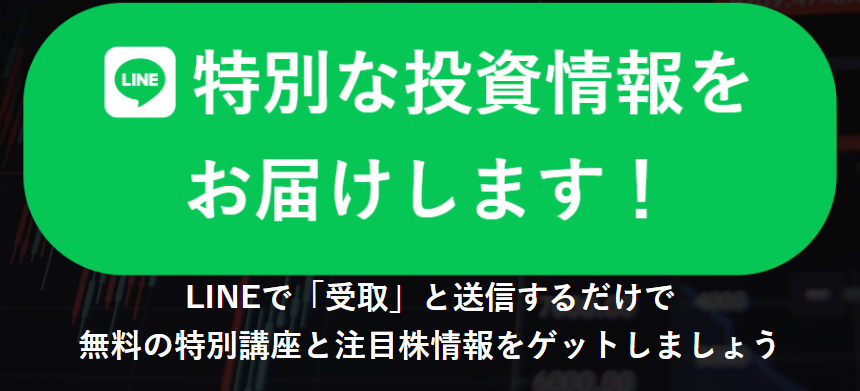 LINE 特別な投資情報を
お届けします！
LINEで「受取」と送信するだけで
無料の特別講座と注目株情報をゲットしましょう